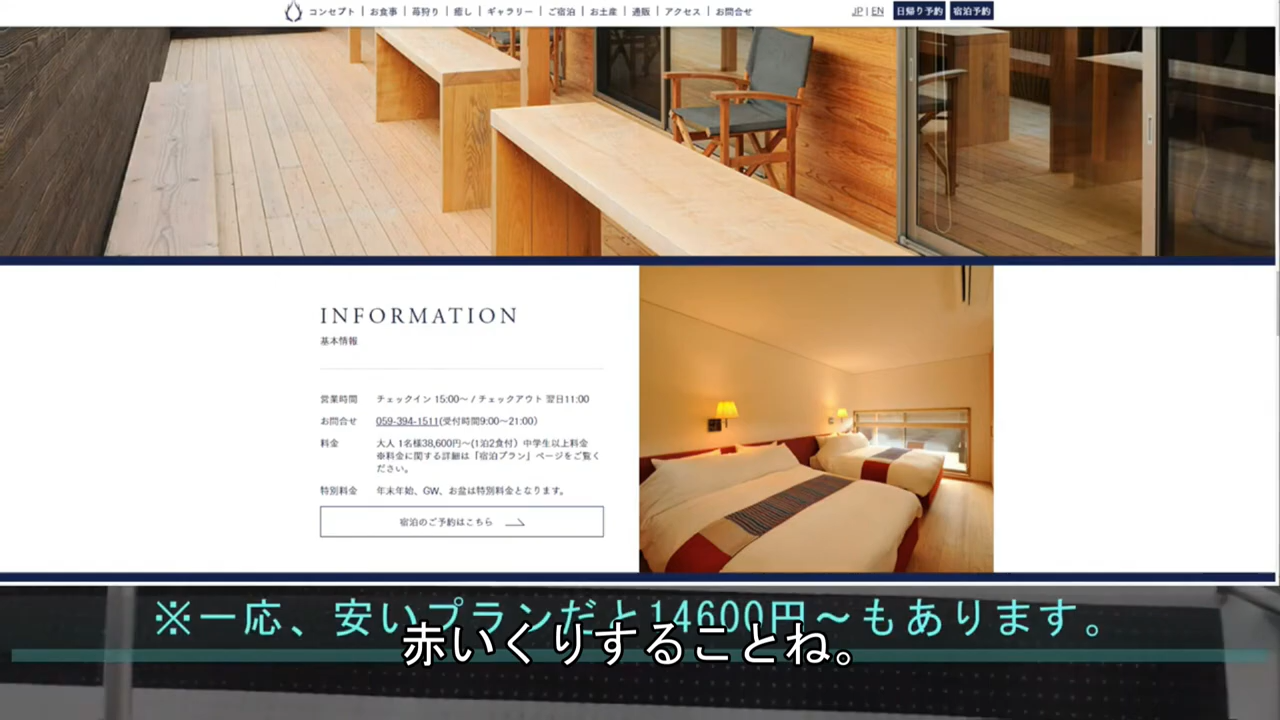 コンセプト | お食事 | 苺狩り | 癒し | ギャラリー | ご宿泊 | お土産 | 通販 | アクセス | お問合せ JP | EN 日帰り予約 宿泊予約
INFORMATION
基本情報
営業時間 チェックイン 15:00〜 / チェックアウト 翌日11:00
お問合せ 059-394-1511(受付時間9:00〜21:00)
料金 大人 1名様38,600円〜(1泊2食付) 中学生以上料金
※料金に関する詳細は「宿泊プラン」ページをご覧く
ださい。
特別料金 年末年始、GW、お盆は特別料金となります。
宿泊のご予約はこちら
※一応、安いプランだと14600円～もあります。
赤いくりすることね。